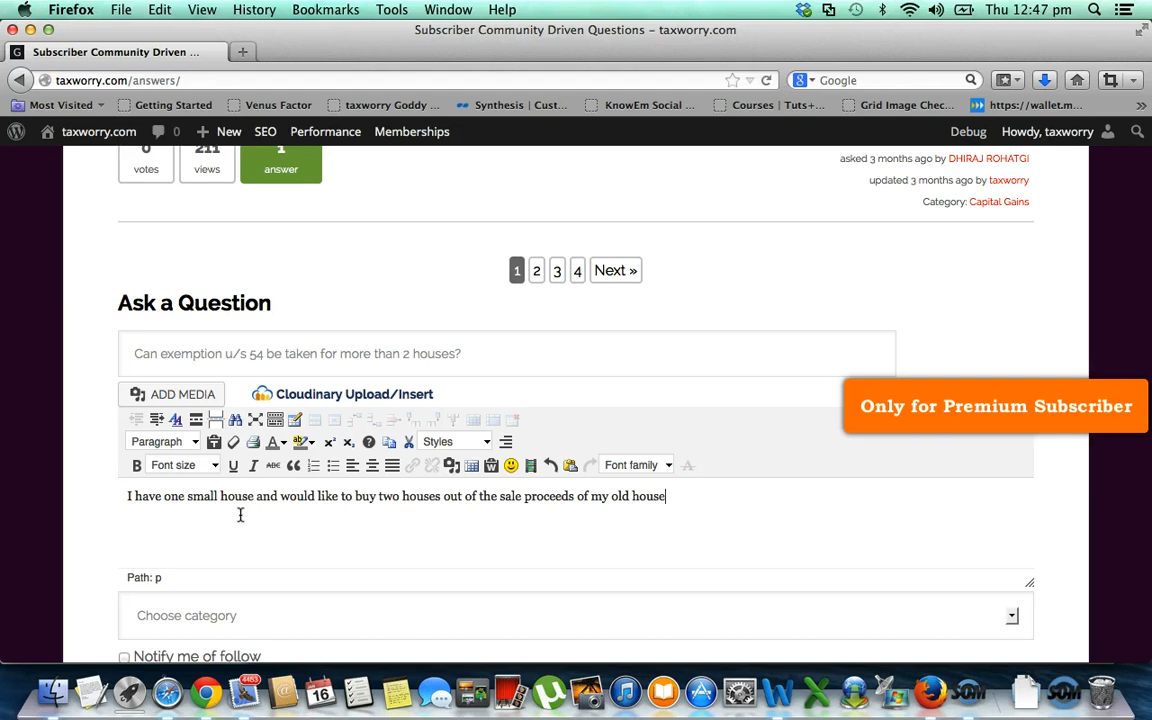 Firefox File Edit View History Bookmarks Tools Window Help Thu 12:47 pm
Subscriber Community Driven Questions – taxworry.com
G Subscriber Community Driven ... +
taxworry.com/answers/ Google
Most Visited Getting Started Venus Factor taxworry Goddy ... Synthesis | Cust... KnowEm Social ... Courses | Tuts+... Grid Image Chec... https://wallet.m... »
taxworry.com 0 + New SEO Performance Memberships Debug Howdy, taxworry
0 211 1
votes views answer
asked 3 months ago by DHIRAJ ROHATGI
updated 3 months ago by taxworry
Category: Capital Gains
1 2 3 4 Next »
Ask a Question
Can exemption u/s 54 be taken for more than 2 houses?
ADD MEDIA Cloudinary Upload/Insert
Only for Premium Subscriber
Paragraph Styles
B Font size U I ABC Font family A
I have one small house and would like to buy two houses out of the sale proceeds of my old house
Path: p
Choose category
Notify me of follow
4483
16